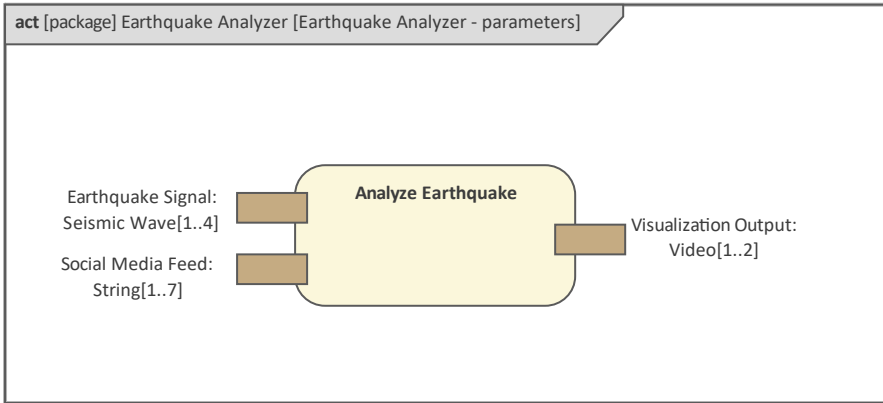 act [package] Earthquake Analyzer [Earthquake Analyzer - parameters]
Analyze Earthquake
Earthquake Signal:
Seismic Wave[1..4]
Social Media Feed:
String[1..7]
Visualization Output:
Video[1..2]